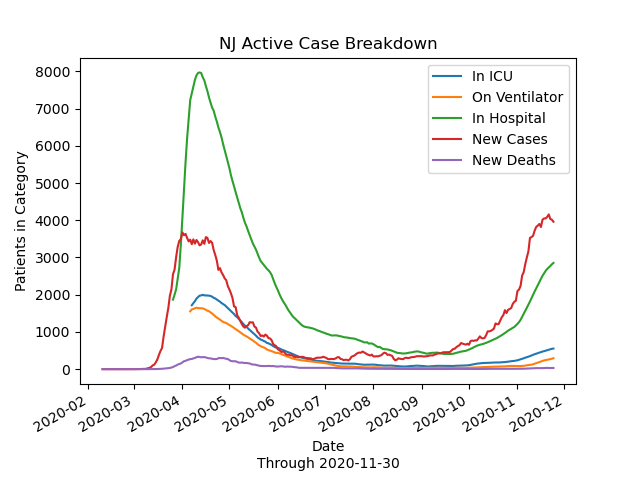 NJ Active Case Breakdown
In ICU
On Ventilator
In Hospital
New Cases
New Deaths
Patients in Category
8000
7000
6000
5000
4000
3000
2000
1000
0
2020-02
2020-03
2020-04
2020-05
2020-06
2020-07
2020-08
2020-09
2020-10
2020-11
2020-12
Date
Through 2020-11-30